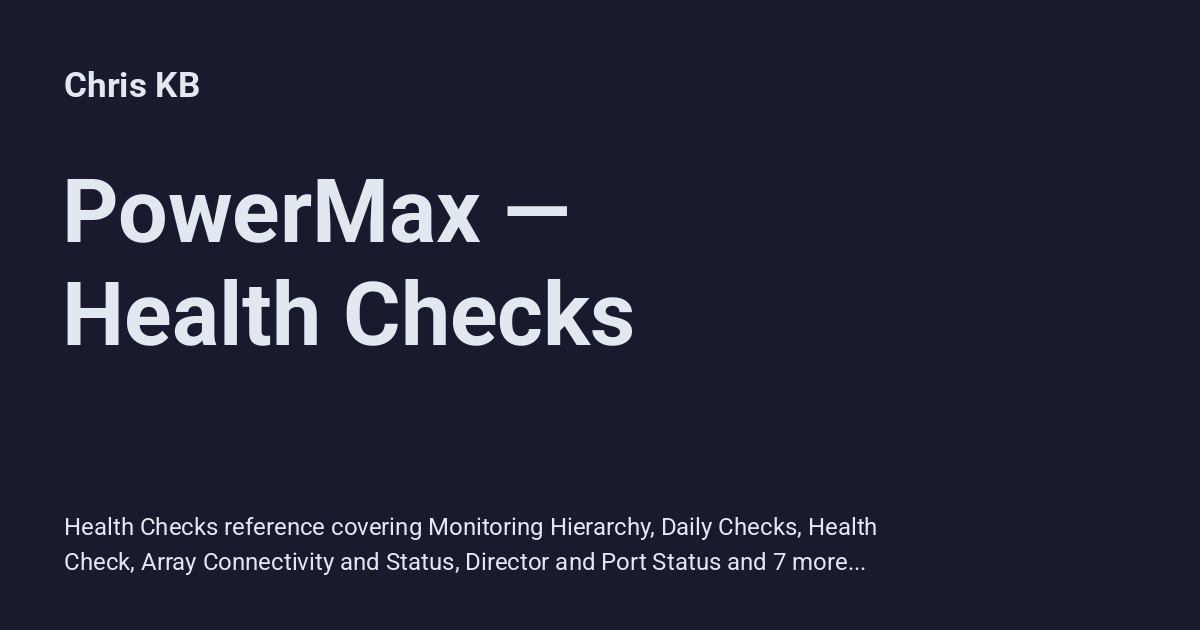 Chris KB
PowerMax —
Health Checks
Health Checks reference covering Monitoring Hierarchy, Daily Checks, Health
Check, Array Connectivity and Status, Director and Port Status and 7 more...